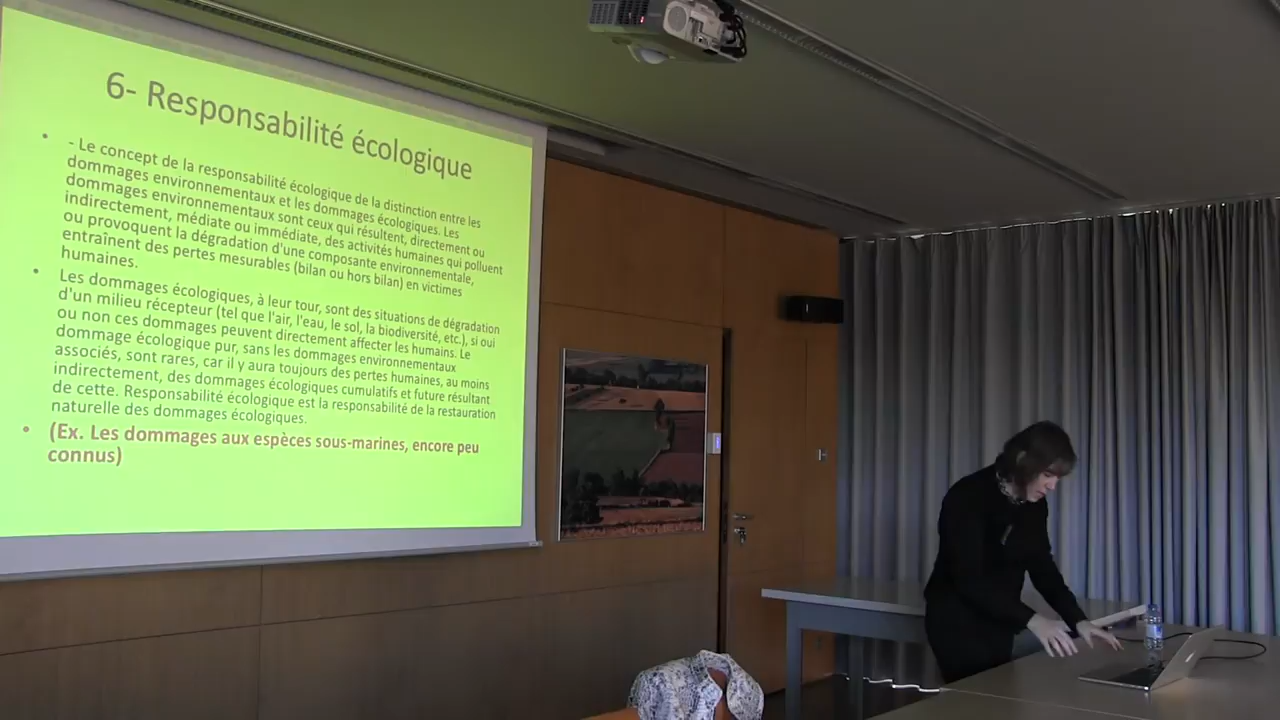 6- Responsabilité écologique
• - Le concept de la responsabilité écologique de la distinction entre les
dommages environnementaux et les dommages écologiques. Les
dommages environnementaux sont ceux qui résultent, directement ou
indirectement, médiate ou immédiate, des activités humaines qui polluent
ou provoquent la dégradation d'une composante environnementale,
entraînent des pertes mesurables (bilan ou hors bilan) en victimes
humaines.
• Les dommages écologiques, à leur tour, sont des situations de dégradation
d'un milieu récepteur (tel que l'air, l'eau, le sol, la biodiversité, etc.), si oui
ou non ces dommages peuvent directement affecter les humains. Le
dommage écologique pur, sans les dommages environnementaux
associés, sont rares, car il y aura toujours des pertes humaines, au moins
indirectement, des dommages écologiques cumulatifs et future résultant
de cette. Responsabilité écologique est la responsabilité de la restauration
naturelle des dommages écologiques.
• (Ex. Les dommages aux espèces sous-marines, encore peu
connus)